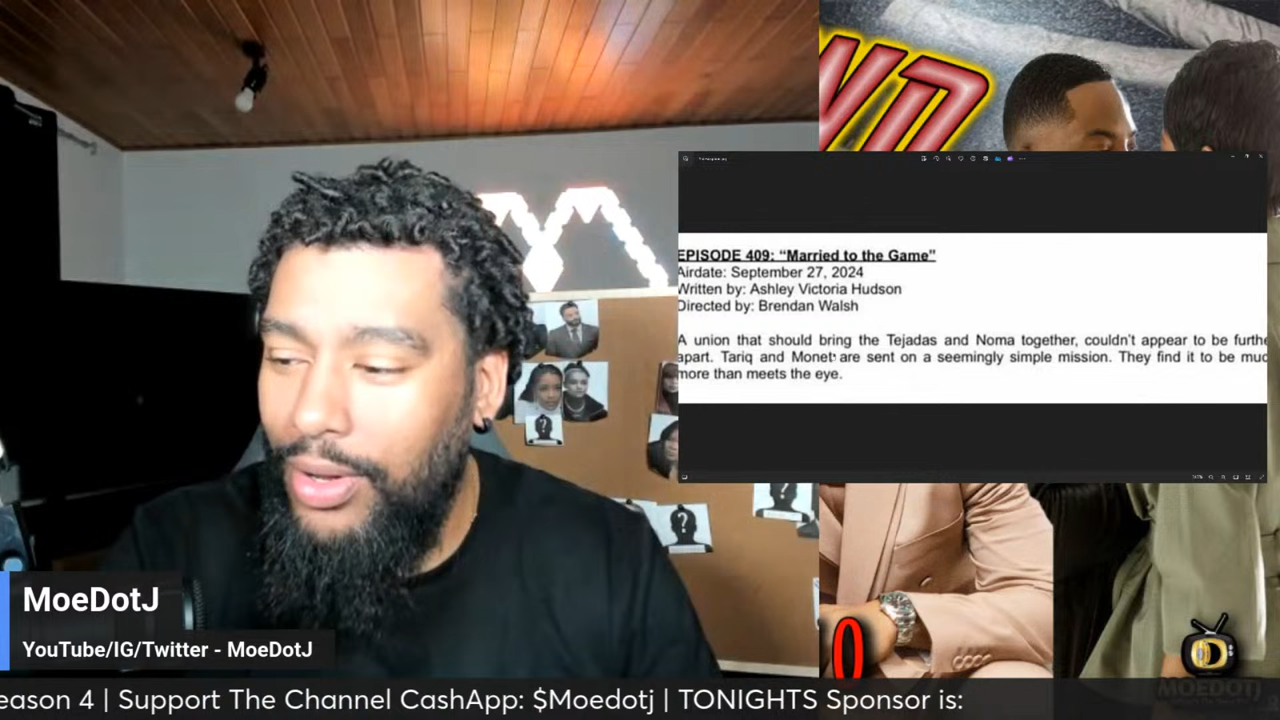 EPISODE 409: “Married to the Game”
Airdate: September 27, 2024
Written by: Ashley Victoria Hudson
Directed by: Brendan Walsh
A union that should bring the Tejadas and Noma together, couldn't appear to be furthe
apart. Tariq and Monet are sent on a seemingly simple mission. They find it to be muc
more than meets the eye.
MoeDotJ
YouTube/IG/Twitter - MoeDotJ
MOEDOTJ
eason 4 | Support The Channel CashApp: $Moedotj | TONIGHTS Sponsor is: